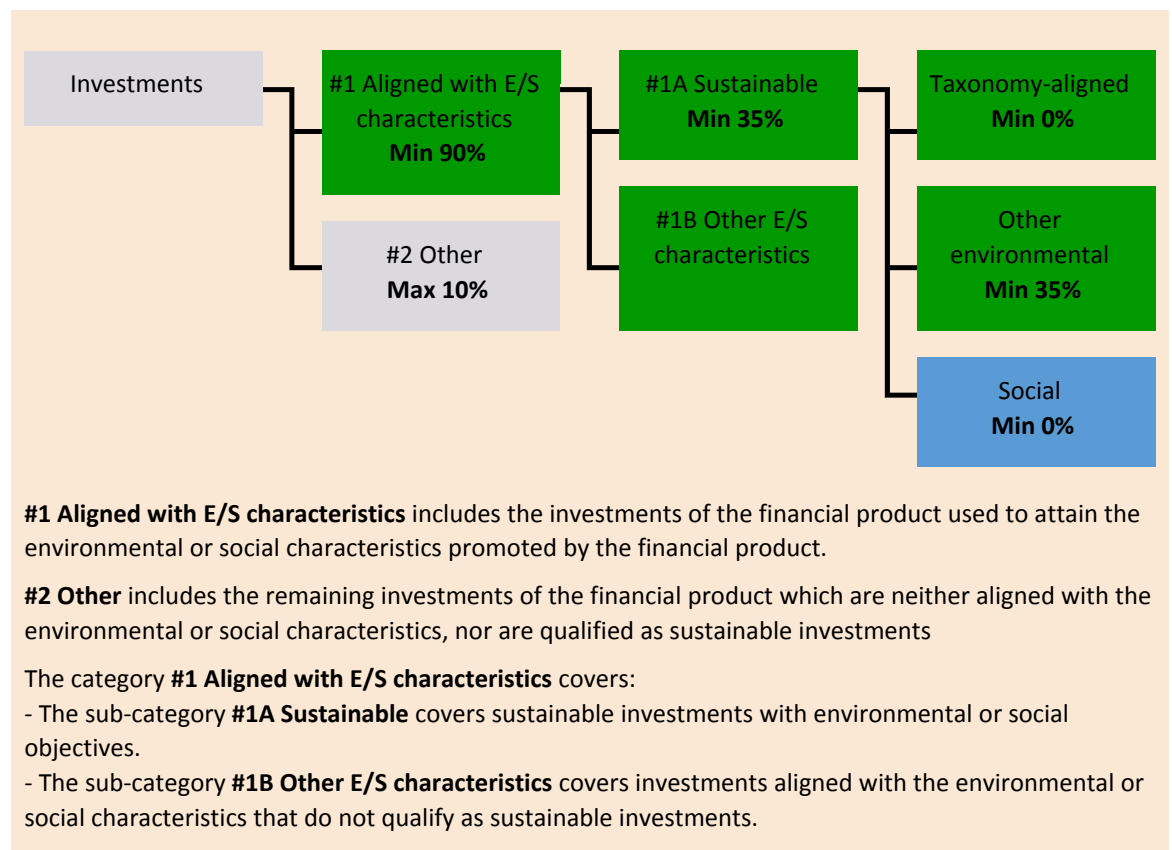 Investments
#1 Aligned with E/S
characteristics
Min 90%
#2 Other
Max 10%
#1A Sustainable
Min 35%
#1B Other E/S
characteristics
Taxonomy-aligned
Min 0%
Other
environmental
Min 35%
Social
Min 0%
#1 Aligned with E/S characteristics includes the investments of the financial product used to attain the
environmental or social characteristics promoted by the financial product.
#2 Other includes the remaining investments of the financial product which are neither aligned with the
environmental or social characteristics, nor are qualified as sustainable investments
The category #1 Aligned with E/S characteristics covers:
- The sub-category #1A Sustainable covers sustainable investments with environmental or social
objectives.
- The sub-category #1B Other E/S characteristics covers investments aligned with the environmental or
social characteristics that do not qualify as sustainable investments.